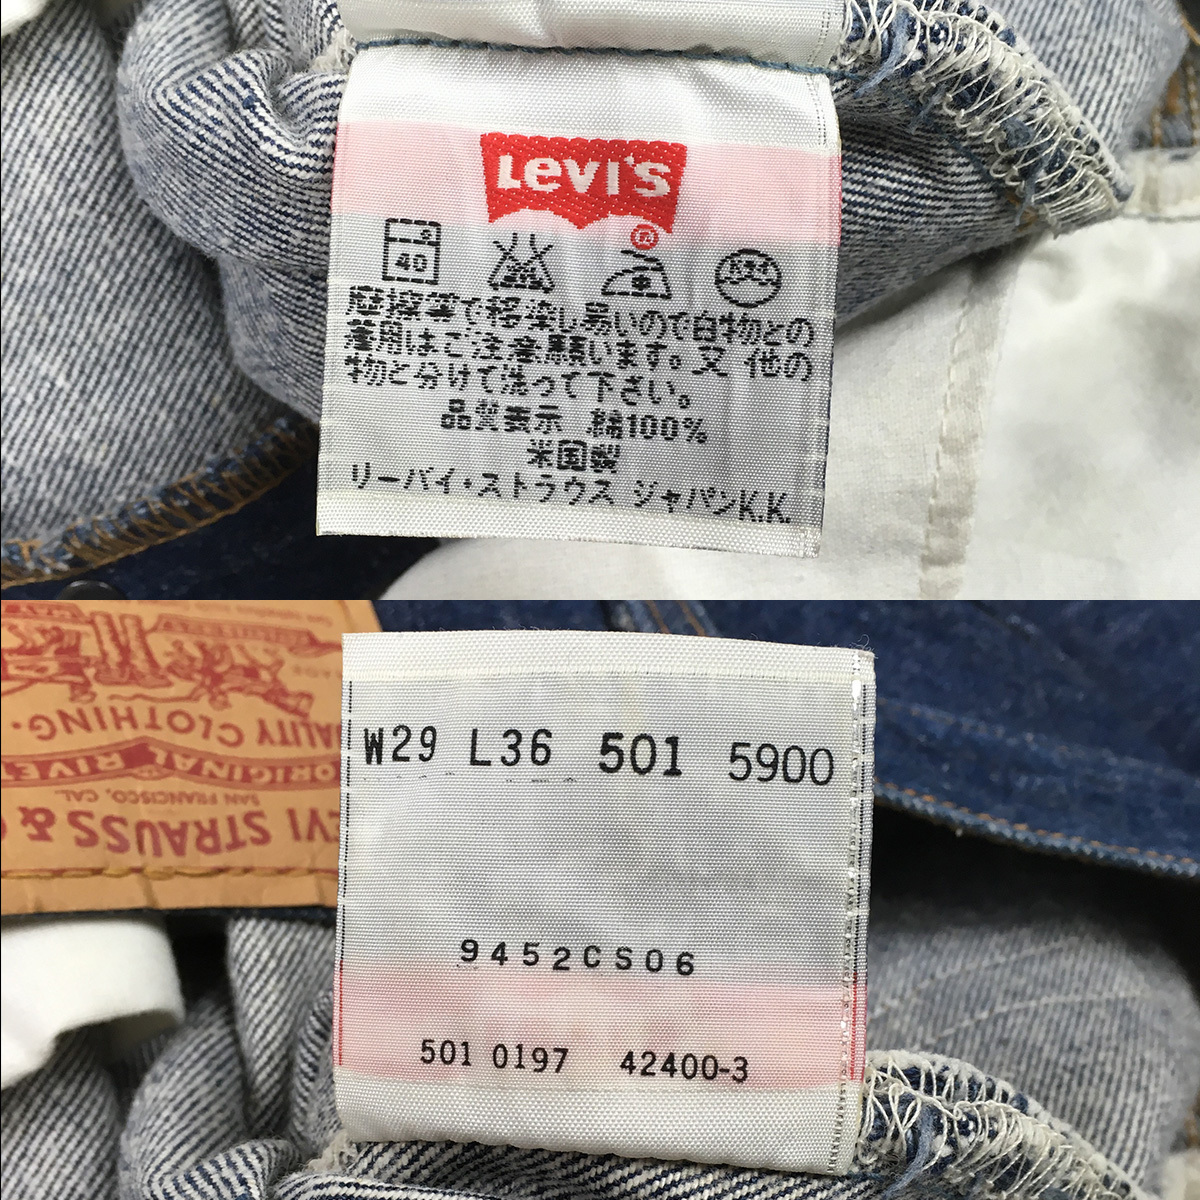 Levi's
®
40
摩擦等で移染し易いので白物との
着用はご注意願います。又 他の
物と分けて洗って下さい。
品質表示 綿100%
米国製
リーバイ・ストラウス ジャパンK.K.
W29 L36 501 5900
9452CS06
501 0197 42400-3
LEVI STRAUSS &
SAN FRANCISCO, CAL.
ORIGINAL RIVE
QUALITY CLOTHING.